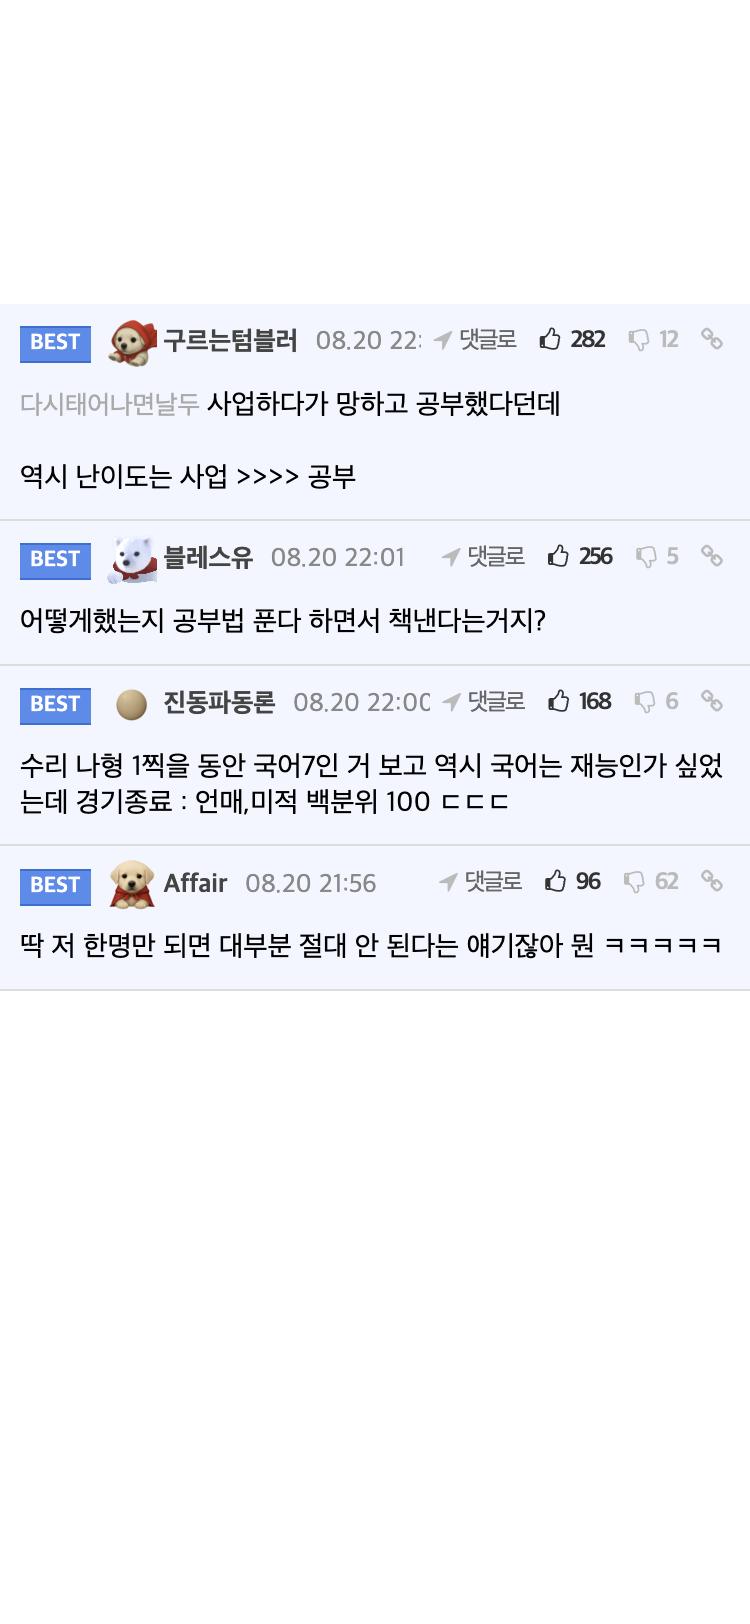 BEST 구르는텀블러 08.20 22: 댓글로 282 12
다시태어나면날두 사업하다가 망하고 공부했다던데
역시 난이도는 사업 >>>> 공부
BEST 블레스유 08.20 22:01 댓글로 256 5
어떻게했는지 공부법 푼다 하면서 책낸다는거지?
BEST 진동파동론 08.20 22:00 댓글로 168 6
수리 나형 1찍을 동안 국어7인 거 보고 역시 국어는 재능인가 싶었
는데 경기종료 : 언매,미적 백분위 100 ㄷㄷㄷ
BEST Affair 08.20 21:56 댓글로 96 62
딱 저 한명만 되면 대부분 절대 안 된다는 얘기잖아 뭔 ㅋㅋㅋㅋㅋ